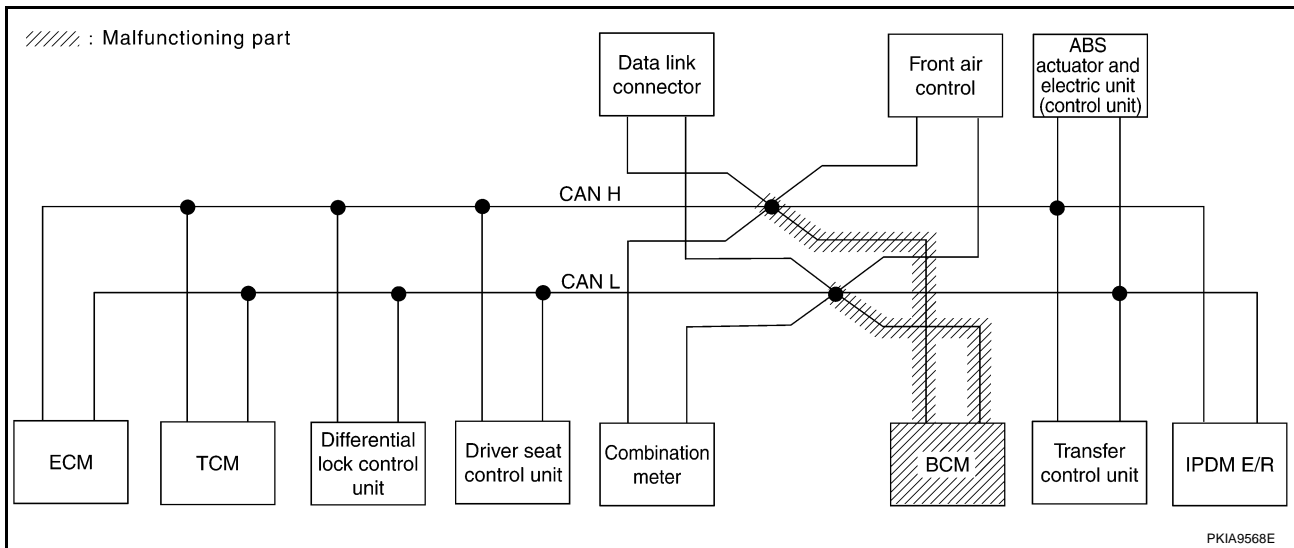 : Malfunctioning part
Data link
connector
Front air
control
ABS
actuator and
electric unit
(control unit)
CAN H
CAN L
ECM
TCM
Differential
lock control
unit
Driver seat
control unit
Combination
meter
BCM
Transfer
control unit
IPDM E/R
PKIA9568E